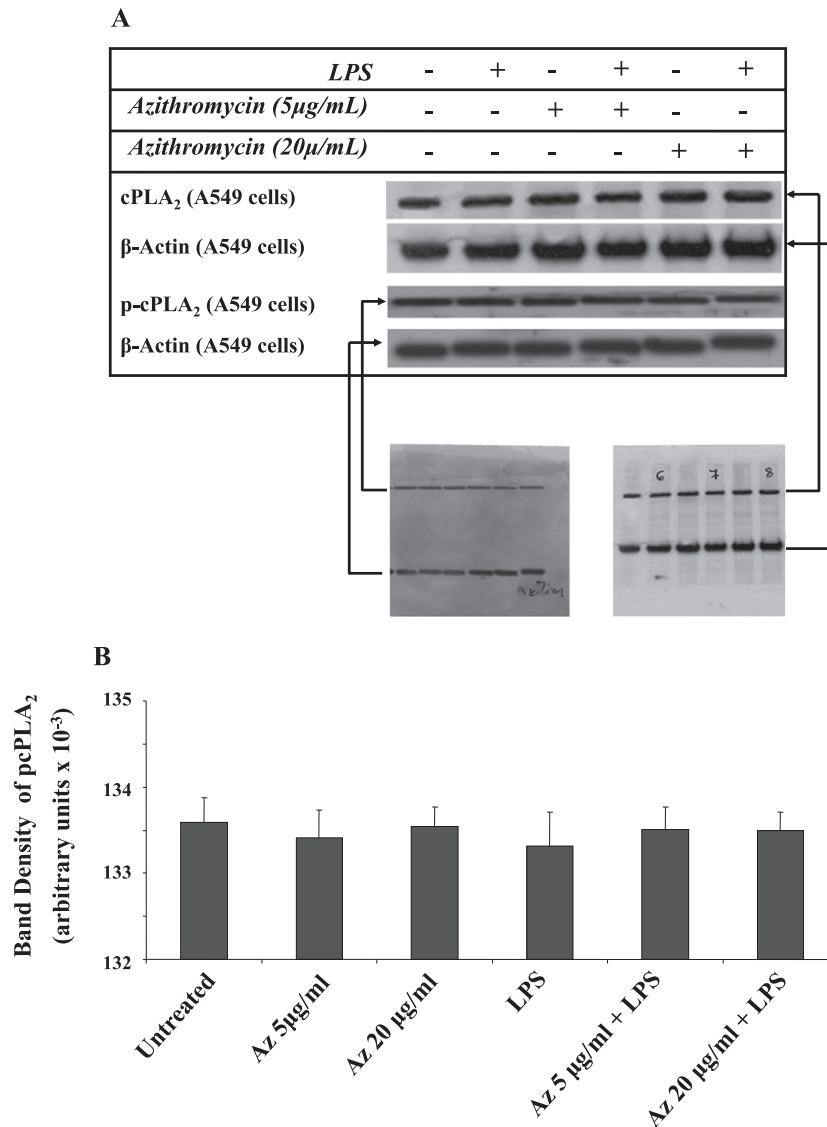 A
LPS - + - + - +
Azithromycin (5µg/mL) - - + + - -
Azithromycin (20µ/mL) - - - - + +
cPLA₂ (A549 cells)
β-Actin (A549 cells)
p-cPLA₂ (A549 cells)
β-Actin (A549 cells)
6 7 8
B
Band Density of pcPLA₂
(arbitrary units x 10⁻³)
135
134
133
132
Untreated
Az 5µg/ml
Az 20 µg/ml
LPS
Az 5 µg/ml + LPS
Az 20 µg/ml + LPS